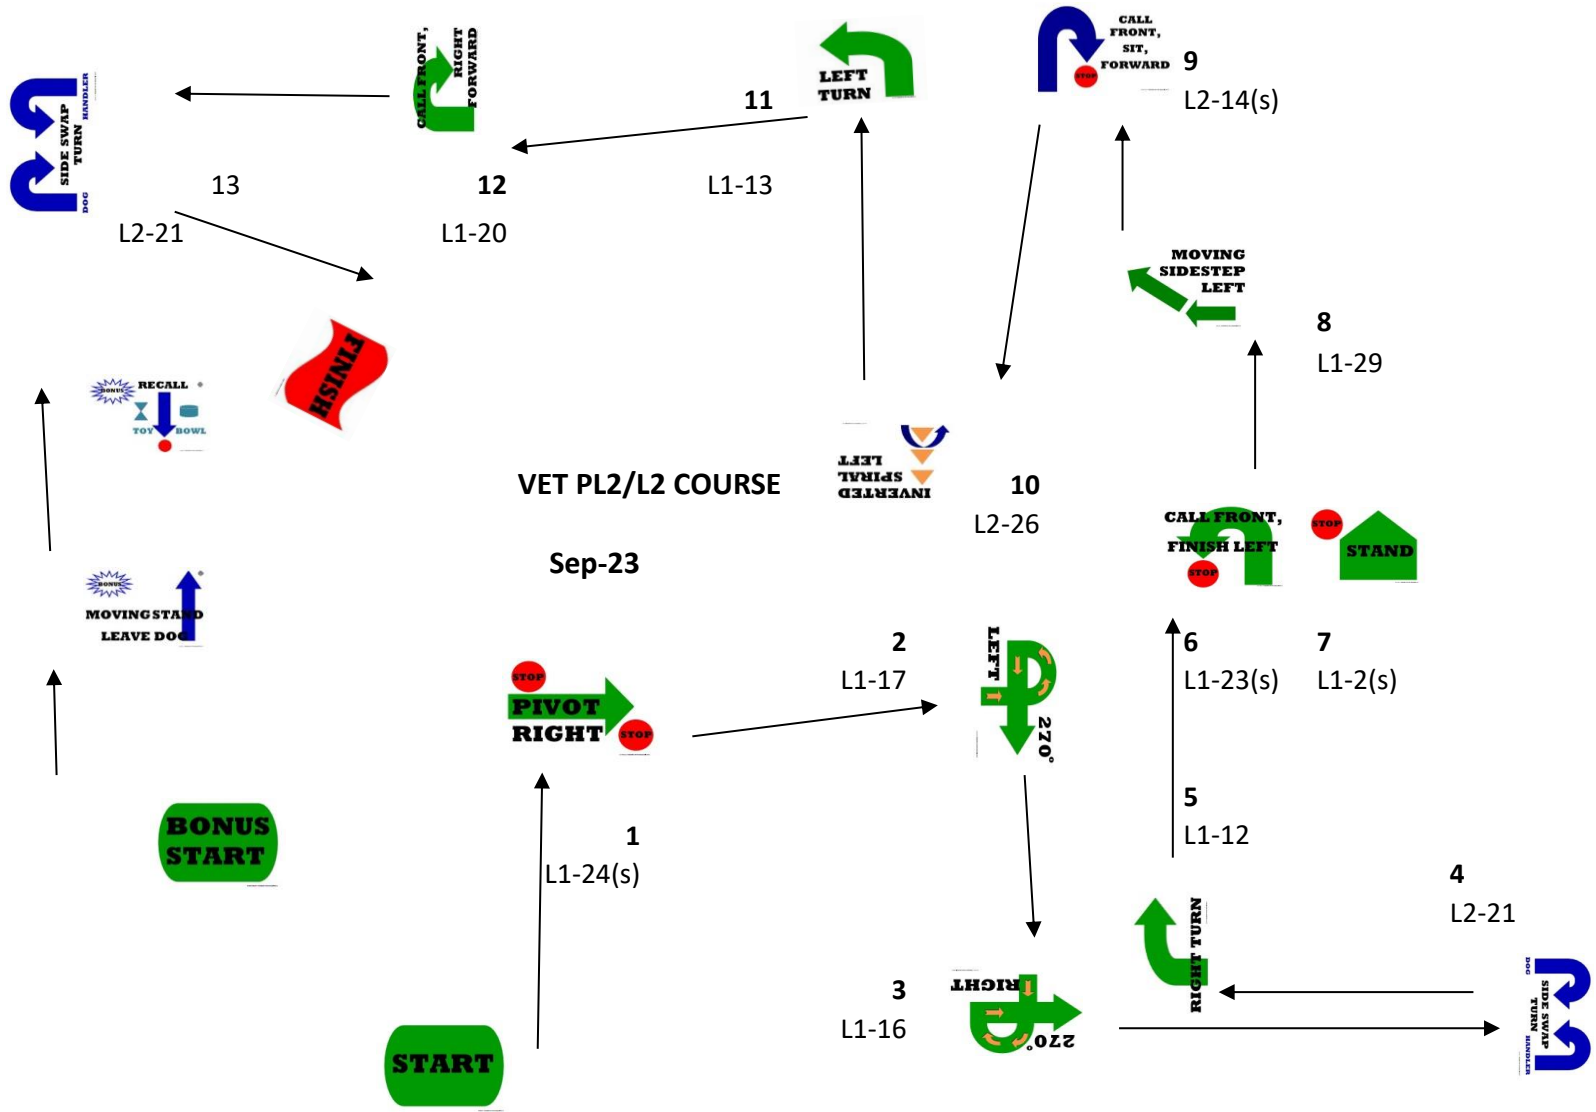 CALL FRONT,
RIGHT
FORWARD
LEFT
TURN
CALL
FRONT,
SIT,
FORWARD
STOP
9
L2-14(s)
HANDLER
SIDE SWAP
TURN
DOG
11
13
12
L1-13
L2-21
L1-20
MOVING
SIDESTEP
LEFT
8
L1-29
FINISH
BONUS
RECALL
TOY
BOWL
VET PL2/L2 COURSE
INVERTED
SPIRAL
LEFT
10
L2-26
Sep-23
CALL FRONT,
FINISH LEFT
STOP
STOP
STAND
BONUS
MOVING STAND
LEAVE DOG
2
L1-17
LEFT
270°
6
L1-23(s)
7
L1-2(s)
STOP
PIVOT
RIGHT
STOP
5
L1-12
BONUS
START
1
L1-24(s)
4
L2-21
RIGHT TURN
3
L1-16
RIGHT
270°
DOG
SIDE SWAP
TURN
HANDLER
START